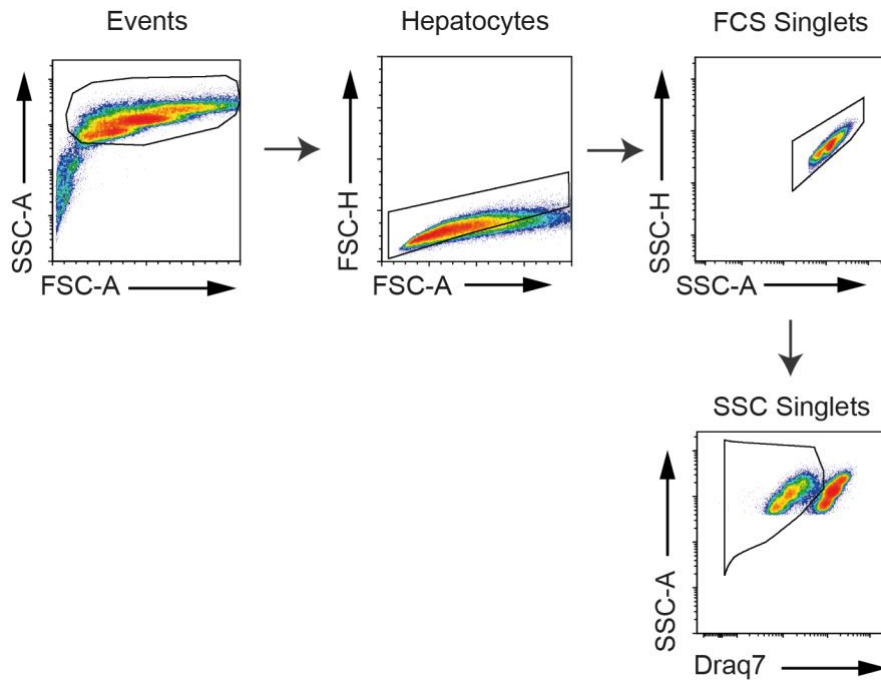 Events
Hepatocytes
FCS Singlets
SSC-A
FSC-A
FSC-H
FSC-A
SSC-H
SSC-A
SSC Singlets
SSC-A
Draq7